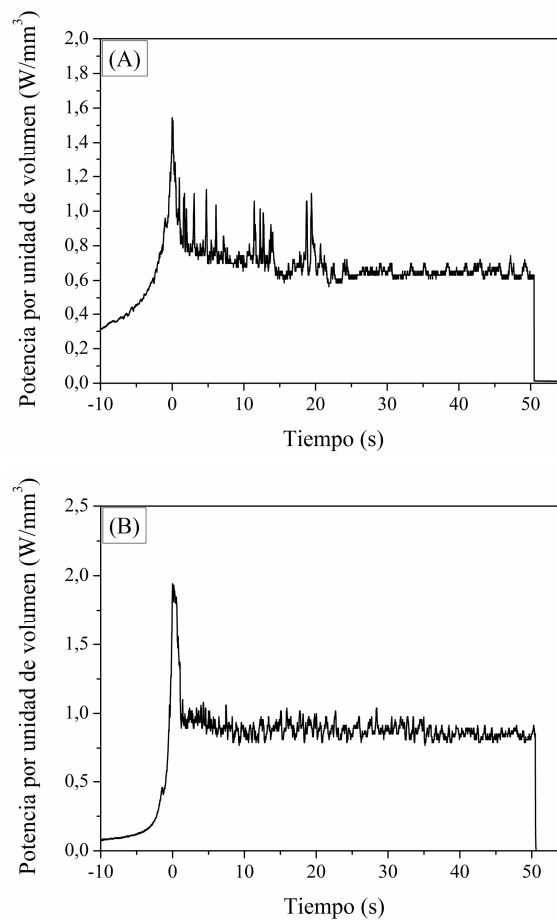 (A)
Potencia por unidad de volumen (W/mm³)
2,0
1,8
1,6
1,4
1,2
1,0
0,8
0,6
0,4
0,2
0,0
-10 0 10 20 30 40 50
Tiempo (s)
(B)
Potencia por unidad de volumen (W/mm³)
2,5
2,0
1,5
1,0
0,5
0,0
-10 0 10 20 30 40 50
Tiempo (s)